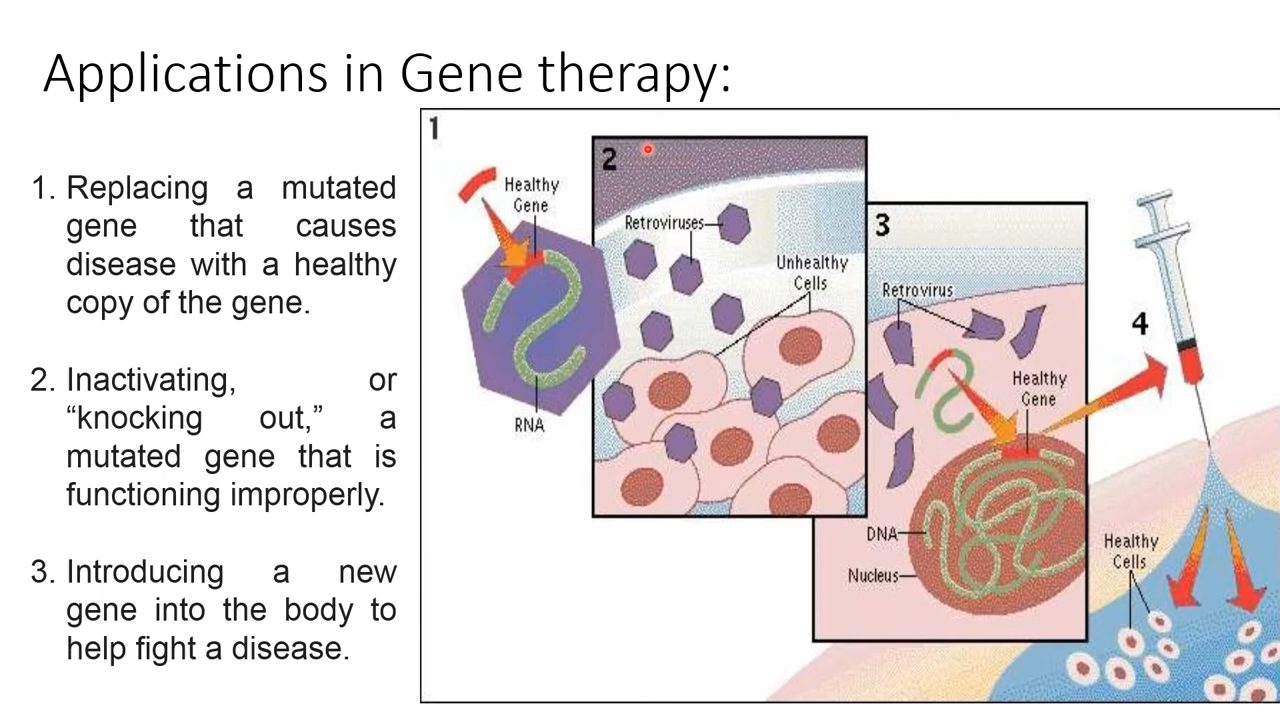 Applications in Gene therapy:
1. Replacing a mutated
gene that causes
disease with a healthy
copy of the gene.
2. Inactivating, or
“knocking out,” a
mutated gene that is
functioning improperly.
3. Introducing a new
gene into the body to
help fight a disease.
1
Healthy
Gene
RNA
2
Retroviruses
Unhealthy
Cells
3
Retrovirus
Healthy
Gene
DNA
Nucleus
4
Healthy
Cells